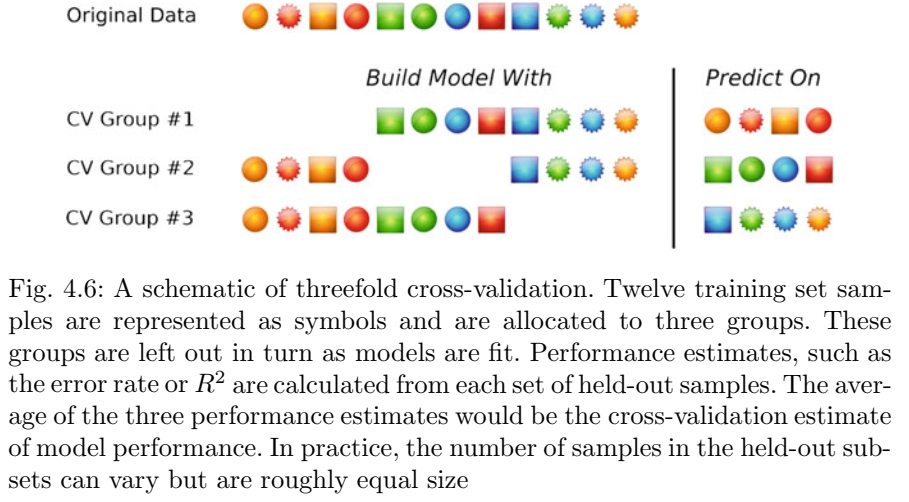 Original Data
Build Model With
Predict On
CV Group #1
CV Group #2
CV Group #3
Fig. 4.6: A schematic of threefold cross-validation. Twelve training set sam-
ples are represented as symbols and are allocated to three groups. These
groups are left out in turn as models are fit. Performance estimates, such as
the error rate or R² are calculated from each set of held-out samples. The aver-
age of the three performance estimates would be the cross-validation estimate
of model performance. In practice, the number of samples in the held-out sub-
sets can vary but are roughly equal size